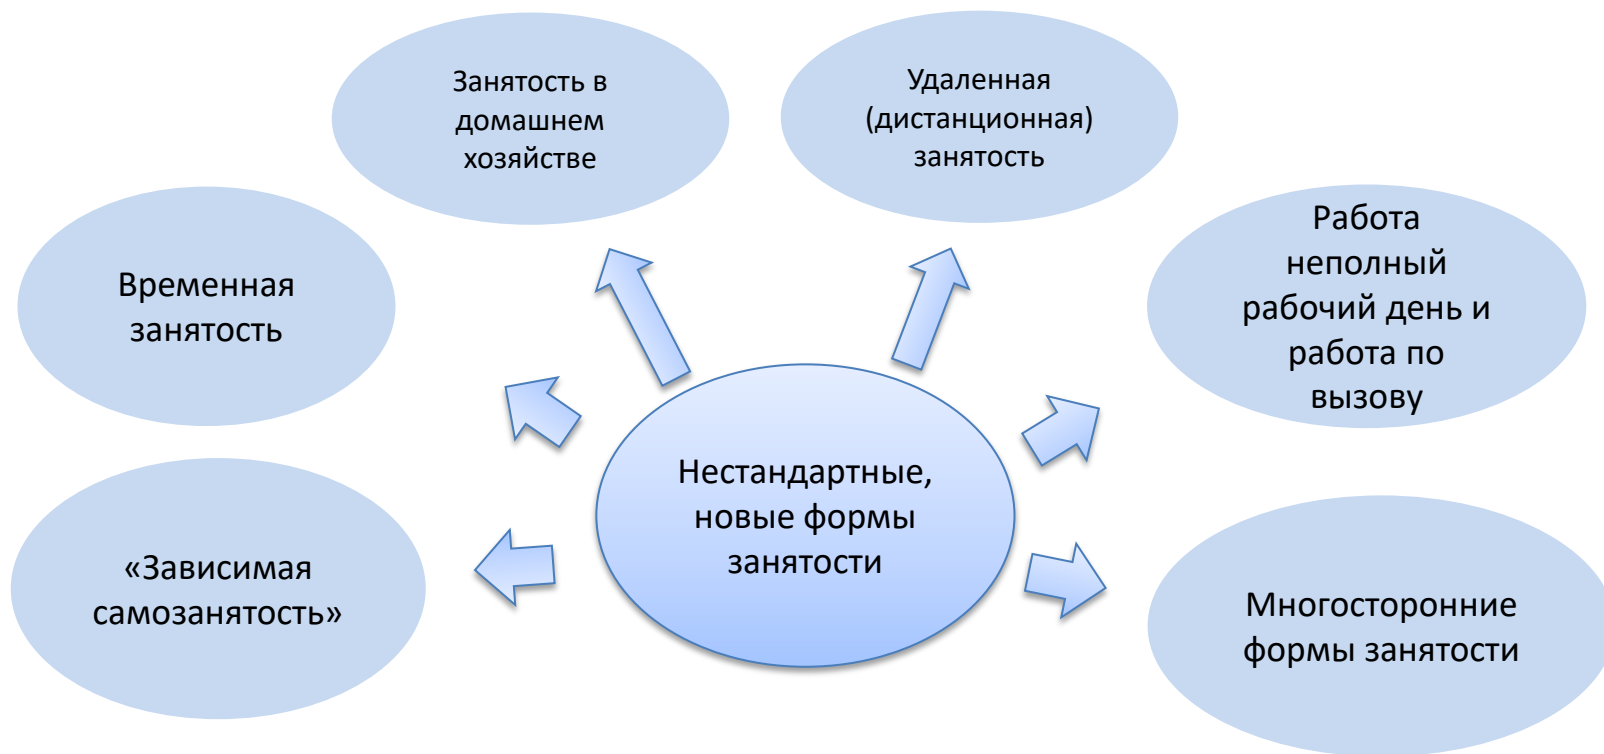 Занятость в
домашнем
хозяйстве
Удаленная
(дистанционная)
занятость
Временная
занятость
Работа
неполный
рабочий день и
работа по
вызову
Нестандартные,
новые формы
занятости
«Зависимая
самозанятость»
Многосторонние
формы занятости